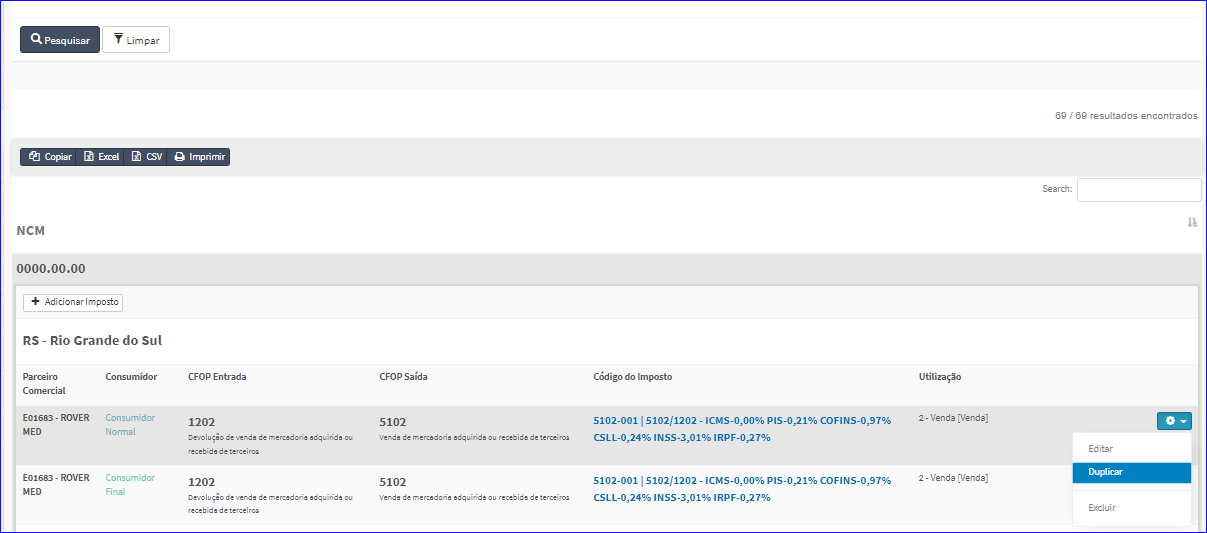 Pesquisar Limpar
69 / 69 resultados encontrados
Copiar Excel CSV Imprimir
Search:
NCM
0000.00.00
Adicionar Imposto
RS - Rio Grande do Sul
Parceiro Comercial Consumidor CFOP Entrada CFOP Saída Código do Imposto Utilização
E01683 - ROVER MED
Consumidor Normal
1202
Devolução de venda de mercadoria adquirida ou
recebida de terceiros
5102
Venda de mercadoria adquirida ou recebida de terceiros
5102-001 | 5102/1202 - ICMS-0,00% PIS-0,21% COFINS-0,97%
CSLL-0,24% INSS-3,01% IRPF-0,27%
2 - Venda [Venda]
Editar
Duplicar
Excluir
E01683 - ROVER MED
Consumidor Final
1202
Devolução de venda de mercadoria adquirida ou
recebida de terceiros
5102
Venda de mercadoria adquirida ou recebida de terceiros
5102-001 | 5102/1202 - ICMS-0,00% PIS-0,21% COFINS-0,97%
CSLL-0,24% INSS-3,01% IRPF-0,27%
2 - Venda [Venda]